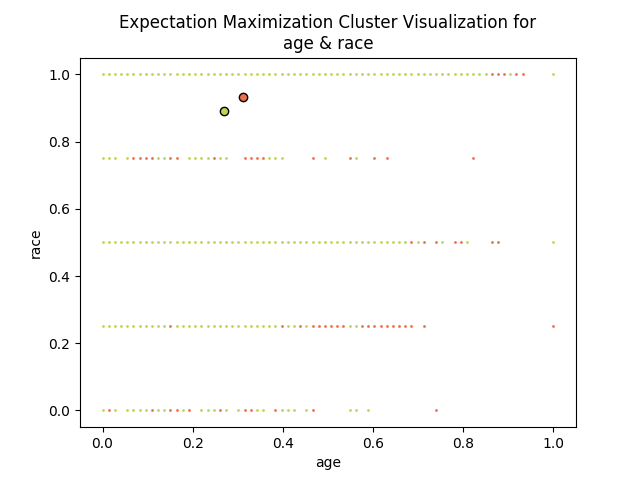 Expectation Maximization Cluster Visualization for
age & race
1.0
0.8
0.6
0.4
0.2
0.0
race
0.0 0.2 0.4 0.6 0.8 1.0
age